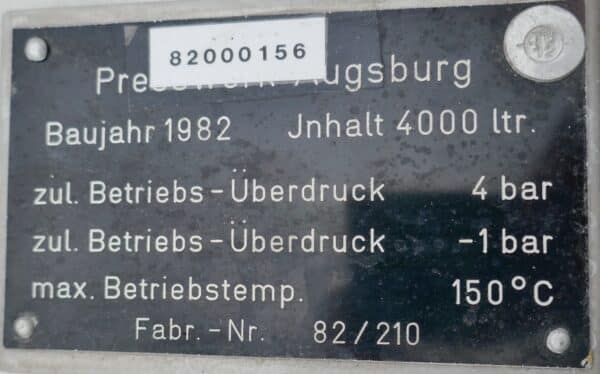 82000156
Augsburg
Baujahr 1982 Jnhalt 4000 ltr.
zul. Betriebs-Überdruck 4 bar
zul. Betriebs-Überdruck -1 bar
max. Betriebstemp. 150°C
Fabr.-Nr. 82/210